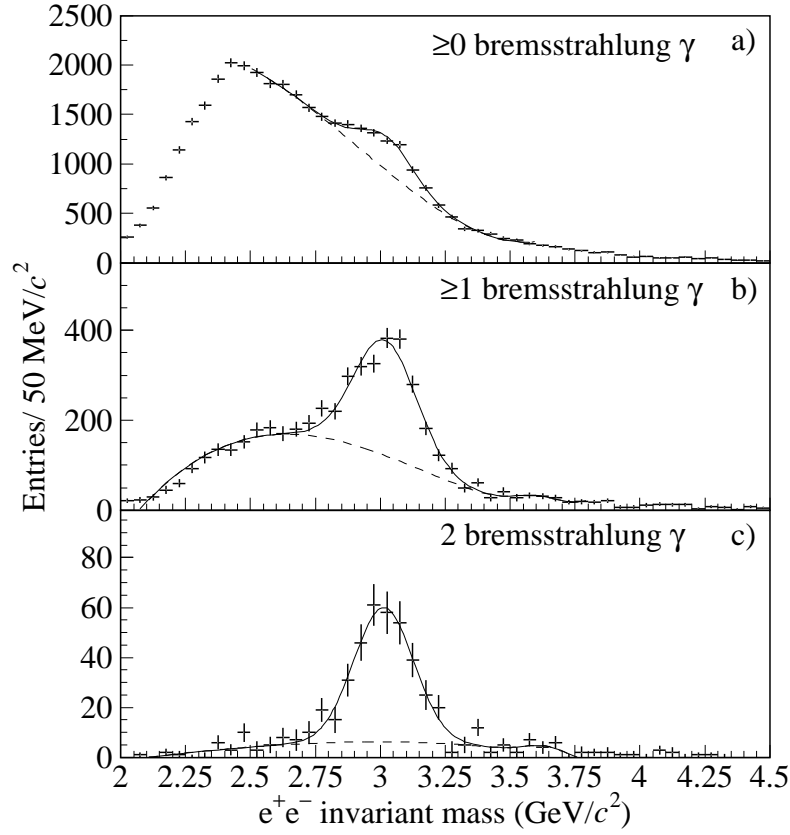 2500
2000
1500
1000
500
0
≥0 bremsstrahlung γ a)
400
200
0
≥1 bremsstrahlung γ b)
80
60
40
20
0
2 bremsstrahlung γ c)
Entries/ 50 MeV/c²
2 2.25 2.5 2.75 3 3.25 3.5 3.75 4 4.25 4.5
e⁺e⁻ invariant mass (GeV/c²)